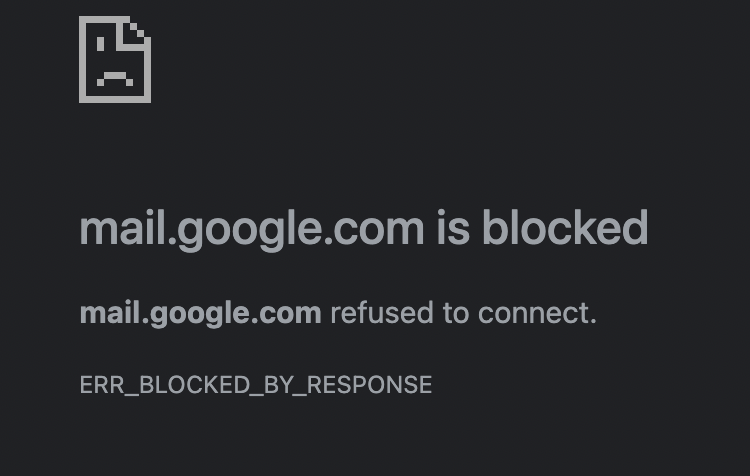 mail.google.com is blocked
mail.google.com refused to connect.
ERR_BLOCKED_BY_RESPONSE